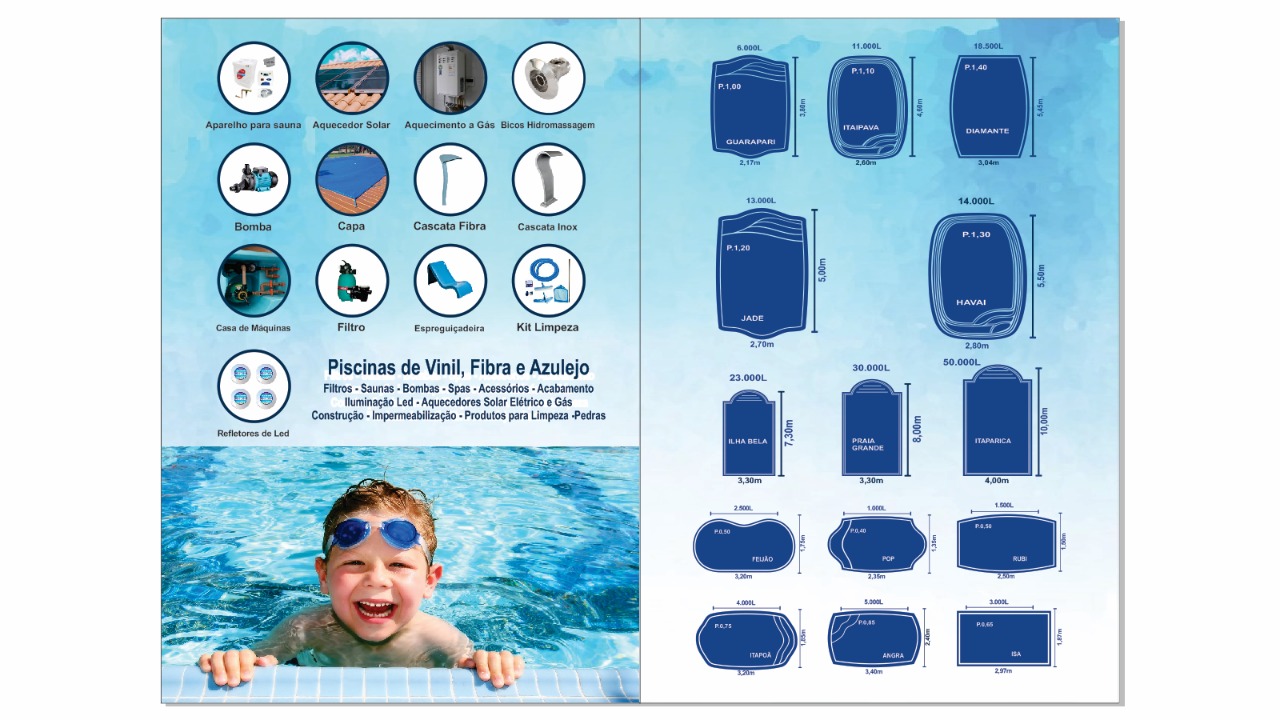 Aparelho para sauna
Aquecedor Solar
Aquecimento a Gás
Bicos Hidromassagem
Bomba
Capa
Cascata Fibra
Cascata Inox
Casa de Máquinas
Filtro
Espreguiçadeira
Kit Limpeza
Refletores de Led
Piscinas de Vinil, Fibra e Azulejo
Filtros - Saunas - Bombas - Spas - Acessórios - Acabamento
Iluminação Led - Aquecedores Solar Elétrico e Gás
Construção - Impermeabilização - Produtos para Limpeza -Pedras
6.000L
P.1,00
GUARAPARI
2,17m
3,80m
11.000L
P.1,10
ITAIPAVA
2,60m
4,60m
18.500L
P.1,40
DIAMANTE
3,04m
5,45m
13.000L
P.1,20
JADE
2,70m
5,00m
14.000L
P.1,30
HAVAI
2,80m
5,50m
23.000L
ILHA BELA
3,30m
7,30m
30.000L
PRAIA
GRANDE
3,30m
8,00m
50.000L
ITAPARICA
4,00m
10,00m
2.500L
P.0,50
FEIJÃO
3,20m
1,75m
1.000L
P.0,40
POP
2,35m
1,35m
1.500L
P.0,50
RUBI
2,50m
1,50m
4.000L
P.0,75
ITAPOÃ
3,20m
1,85m
5.000L
P.0,85
ANGRA
3,40m
2,40m
3.000L
P.0,65
ISA
2,97m
1,87m